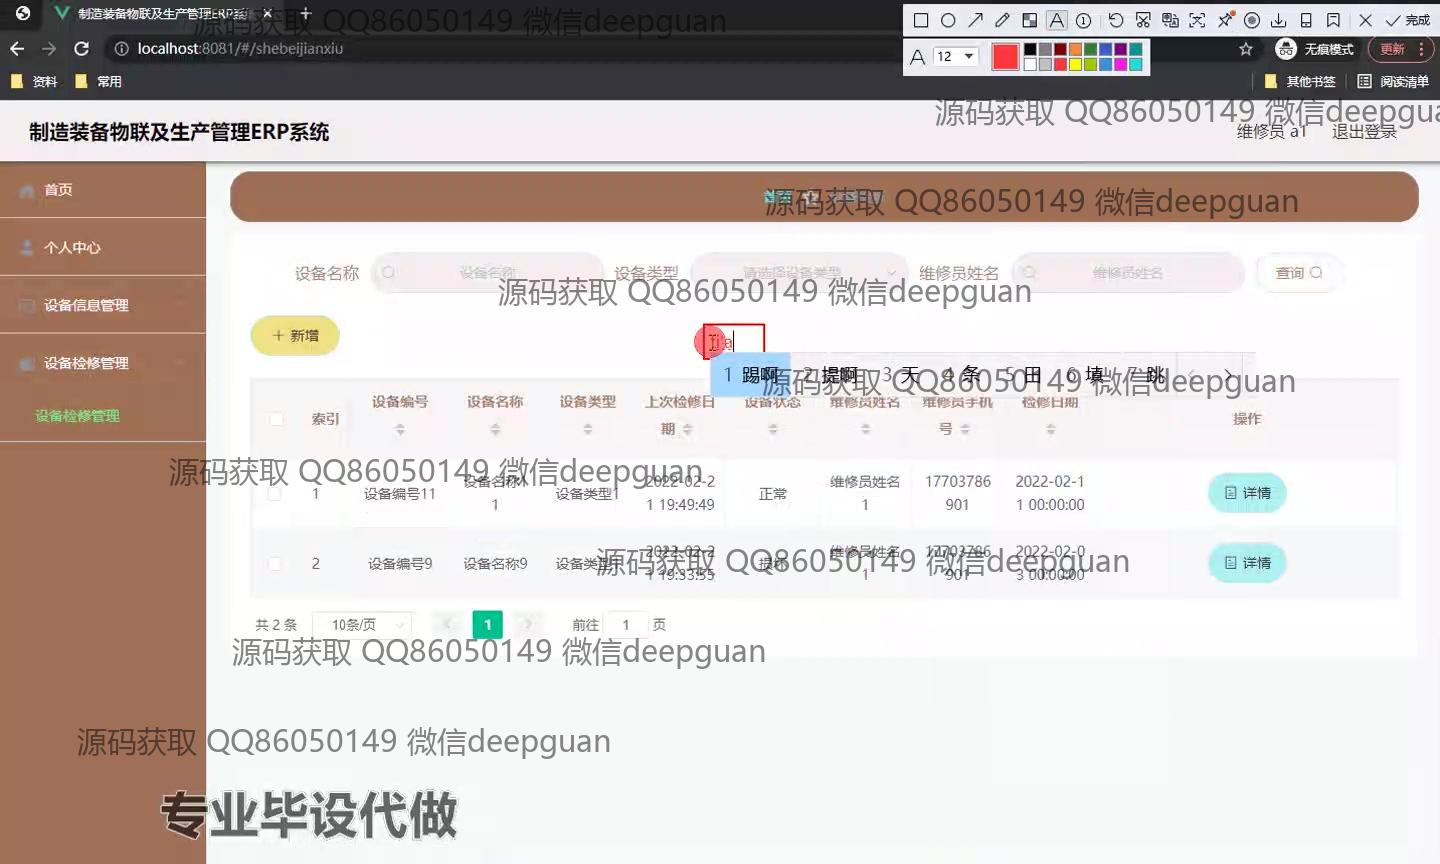 制造装备物联及生产管理ERP系统
源码获取 QQ86050149 微信deepguan
localhost:8081/#/shebeijianxiu
12
完成
无痕模式
更新
资料
常用
其他书签
阅读清单
制造装备物联及生产管理ERP系统
源码获取 QQ86050149 微信deepgua
维修员 a1
退出登录
首页
源码获取 QQ86050149 微信deepguan
个人中心
设备名称
设备名称
设备类型
请选择设备类型
维修员姓名
维修员姓名
查询
源码获取 QQ86050149 微信deepguan
设备信息管理
新增
设备检修管理
1 踢啊 2 提啊 3 天 4 条 5 田 6 填 7 跳
源码获取 QQ86050149 微信deepguan
设备检修管理
索引
设备编号
设备名称
设备类型
上次检修日期
设备状态
维修员姓名
维修员手机号
检修日期
操作
源码获取 QQ86050149 微信deepguan
1
设备编号11
设备名称11
设备类型1
2022-02-21 19:49:49
正常
维修员姓名1
17703786901
2022-02-11 00:00:00
详情
2
设备编号9
设备名称9
2022-02-21 19:33:55
维修员姓名1
17703786901
2022-02-03 00:00:00
详情
源码获取 QQ86050149 微信deepguan
共 2 条
10条/页
1
前往
1
页
源码获取 QQ86050149 微信deepguan
源码获取 QQ86050149 微信deepguan
专业毕设代做